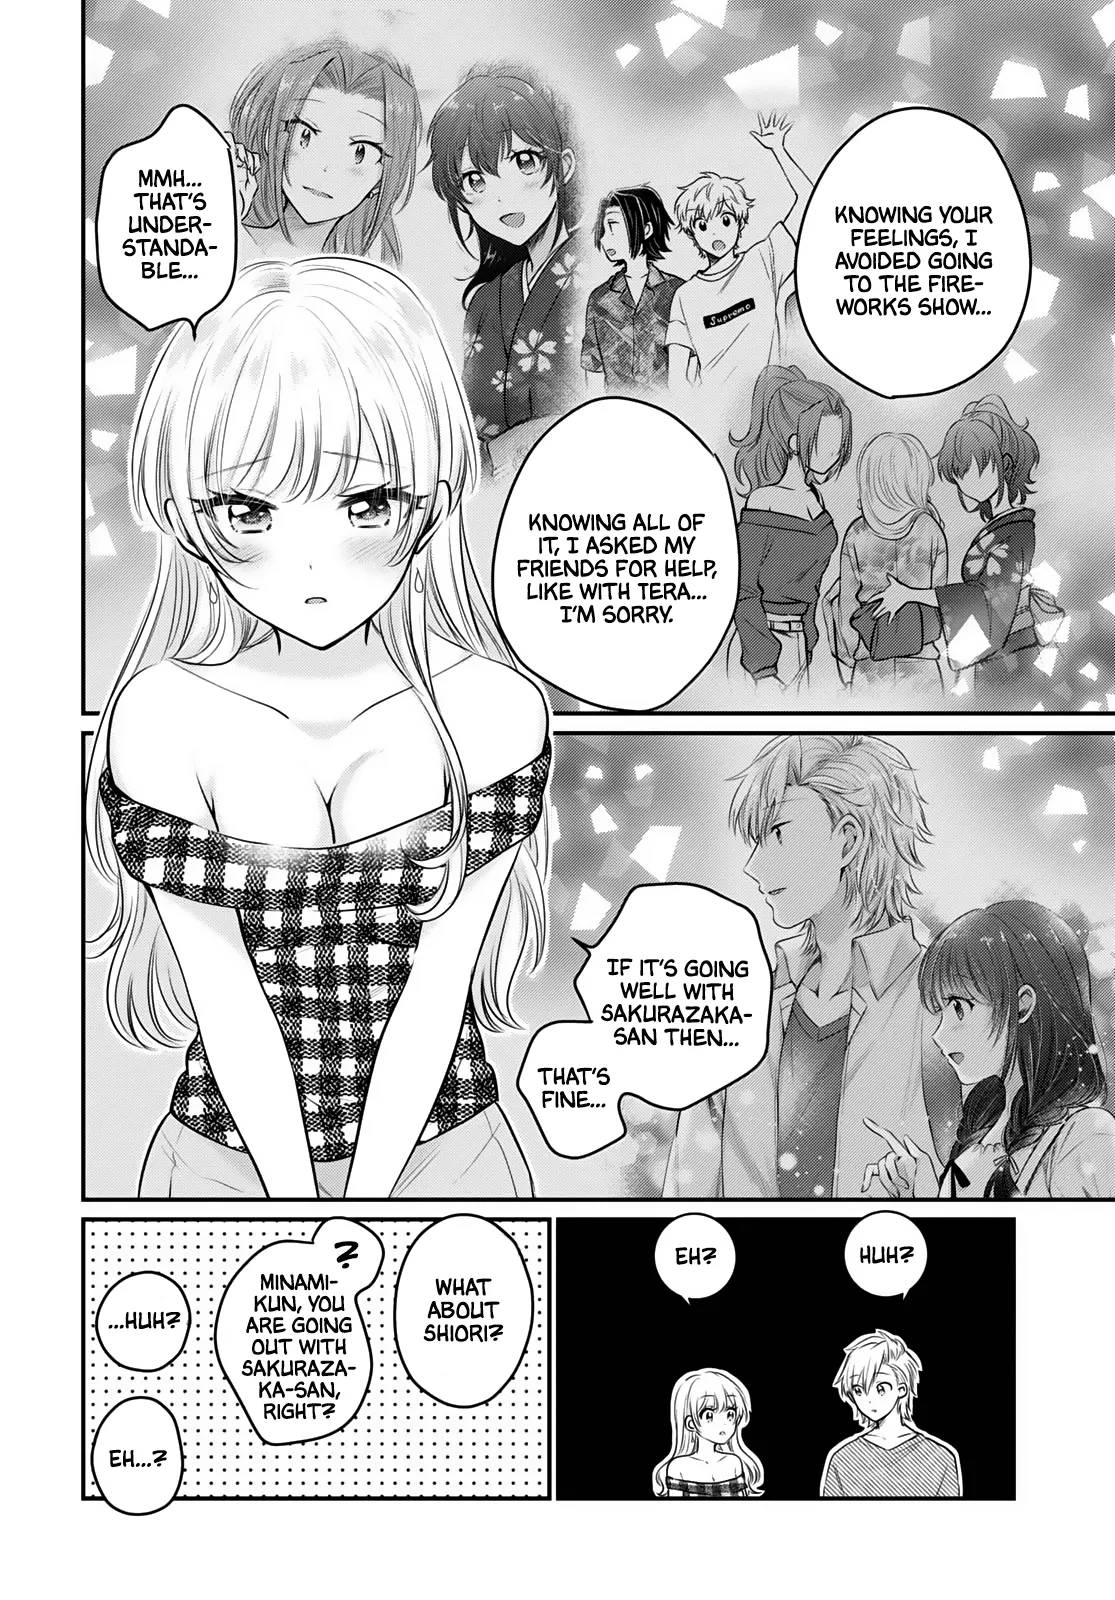 KNOWING YOUR
FEELINGS, I
AVOIDED GOING
TO THE FIRE-
WORKS SHOW...
Supremo
KNOWING ALL OF
IT, I ASKED MY
FRIENDS FOR HELP,
LIKE WITH TERA...
I'M SORRY.
MMH...
THAT'S
UNDER-
STANDA-
BLE...
IF IT'S GOING
WELL WITH
SAKURAZAKA-
SAN THEN...
THAT'S
FINE...
HUH?
EH?
WHAT
ABOUT
SHIORI?
?
MINAMI-
KUN, YOU
ARE GOING
OUT WITH
SAKURAZA-
KA-SAN,
RIGHT?
...HUH?
EH...?